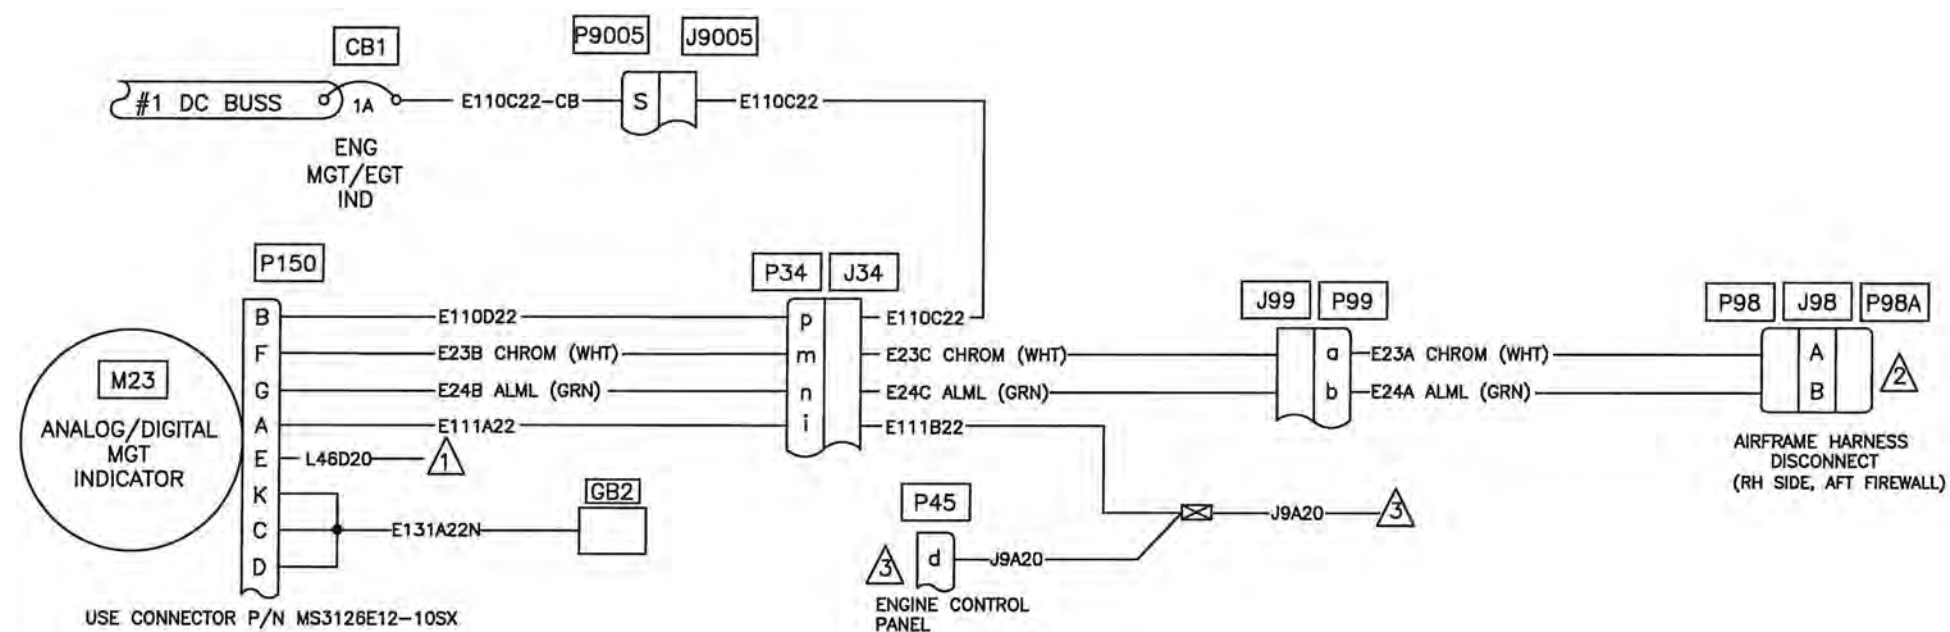 CB1
P9005
J9005
#1 DC BUSS
1A
E110C22-CB
S
E110C22
ENG
MGT/EGT
IND
P150
P34
J34
J99
P99
P98
J98
P98A
B
E110D22
p
E110C22
F
E23B CHROM (WHT)
m
E23C CHROM (WHT)
a
E23A CHROM (WHT)
A
M23
G
E24B ALML (GRN)
n
E24C ALML (GRN)
b
E24A ALML (GRN)
B
2
ANALOG/DIGITAL
MGT
INDICATOR
A
E111A22
i
E111B22
AIRFRAME HARNESS
DISCONNECT
(RH SIDE, AFT FIREWALL)
E
L46D20
1
K
GB2
P45
C
E131A22N
J9A20
3
D
3
d
J9A20
ENGINE CONTROL
PANEL
USE CONNECTOR P/N MS3126E12-10SX